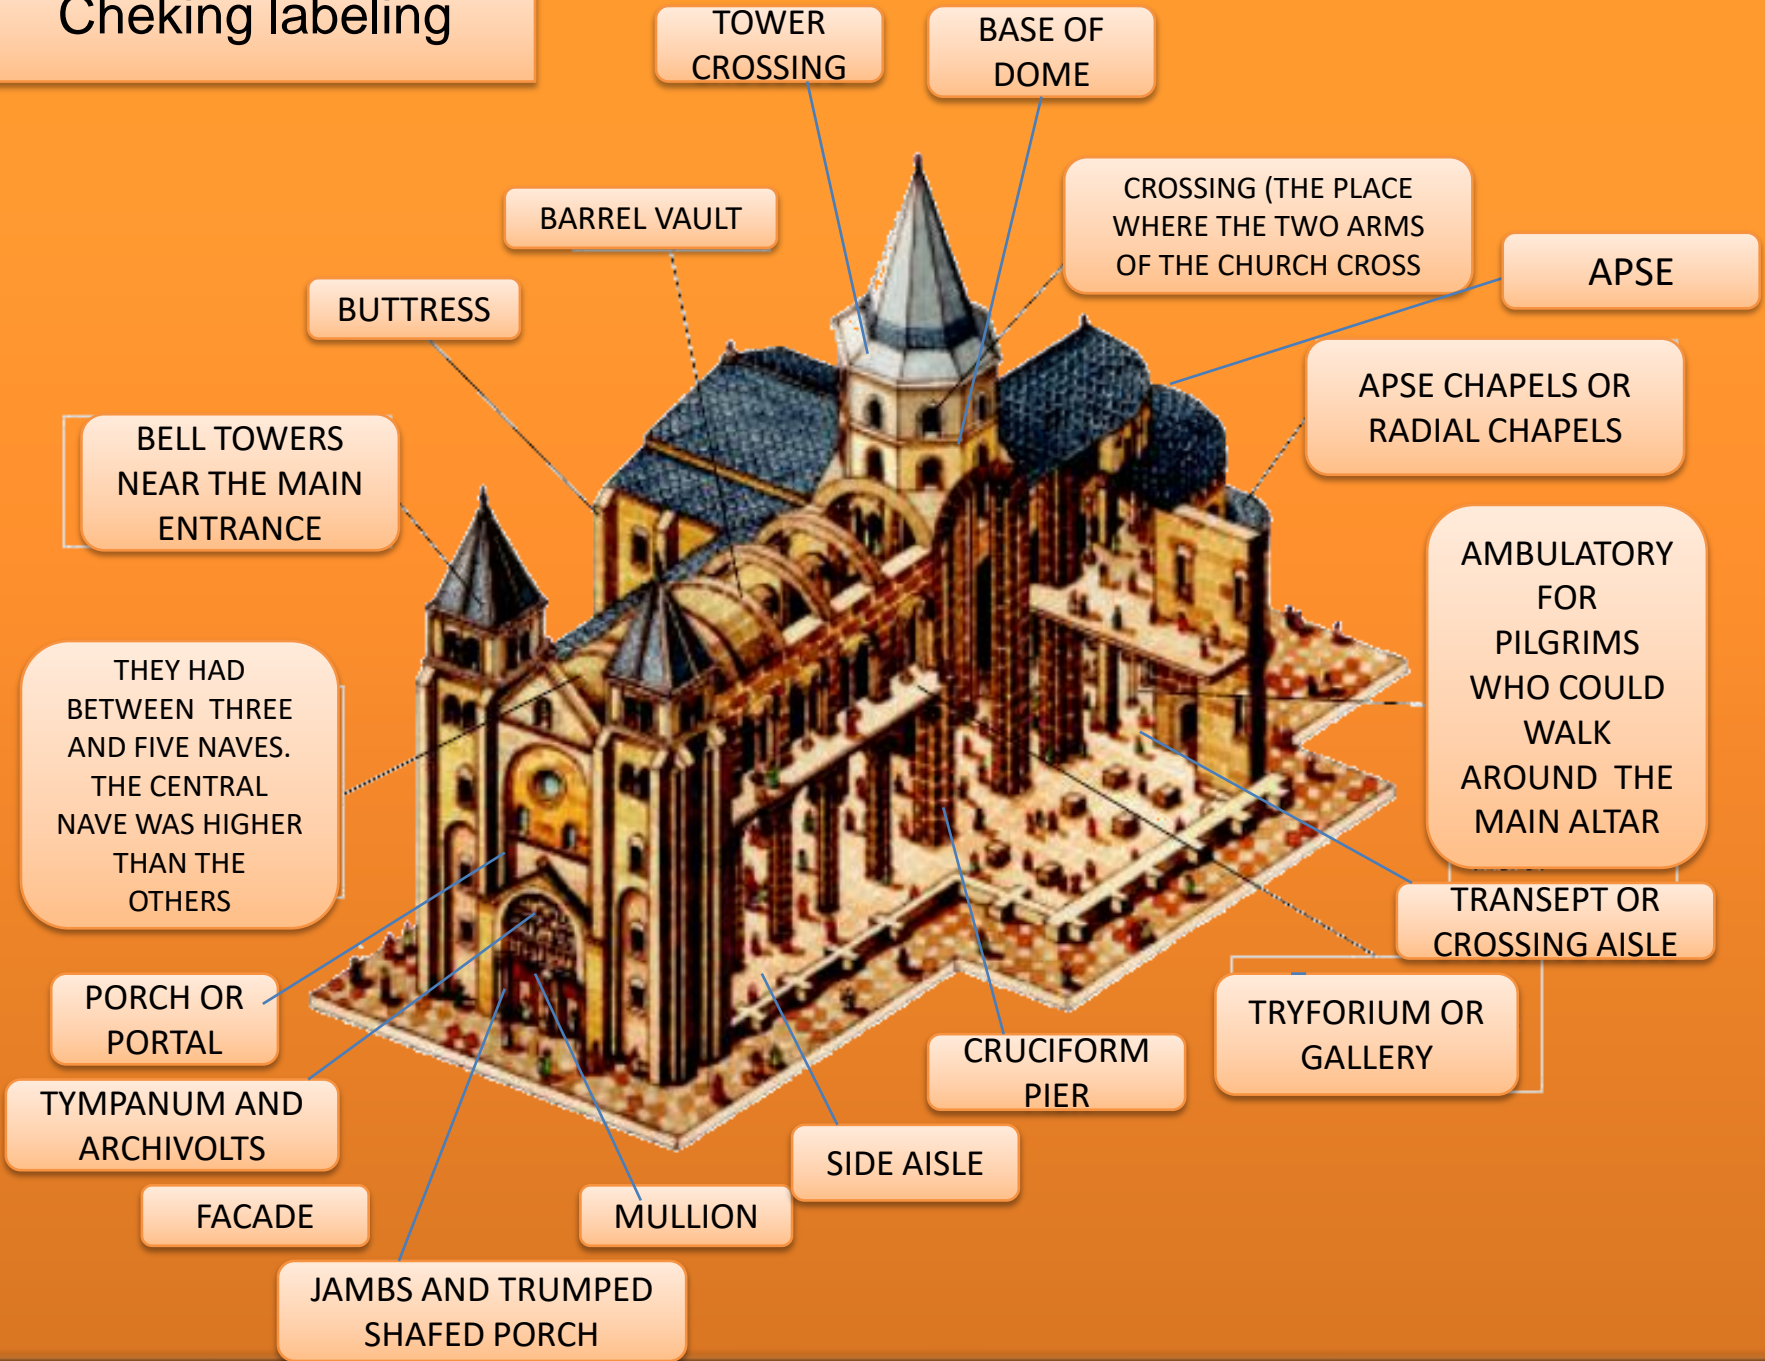 Cheking labeling
TOWER
CROSSING
BASE OF
DOME
BARREL VAULT
CROSSING (THE PLACE
WHERE THE TWO ARMS
OF THE CHURCH CROSS
APSE
BUTTRESS
APSE CHAPELS OR
RADIAL CHAPELS
BELL TOWERS
NEAR THE MAIN
ENTRANCE
AMBULATORY
FOR
PILGRIMS
WHO COULD
WALK
AROUND THE
MAIN ALTAR
THEY HAD
BETWEEN THREE
AND FIVE NAVES.
THE CENTRAL
NAVE WAS HIGHER
THAN THE
OTHERS
TRANSEPT OR
CROSSING AISLE
PORCH OR
PORTAL
TRYFORIUM OR
GALLERY
CRUCIFORM
PIER
TYMPANUM AND
ARCHIVOLTS
SIDE AISLE
FACADE
MULLION
JAMBS AND TRUMPED
SHAFED PORCH